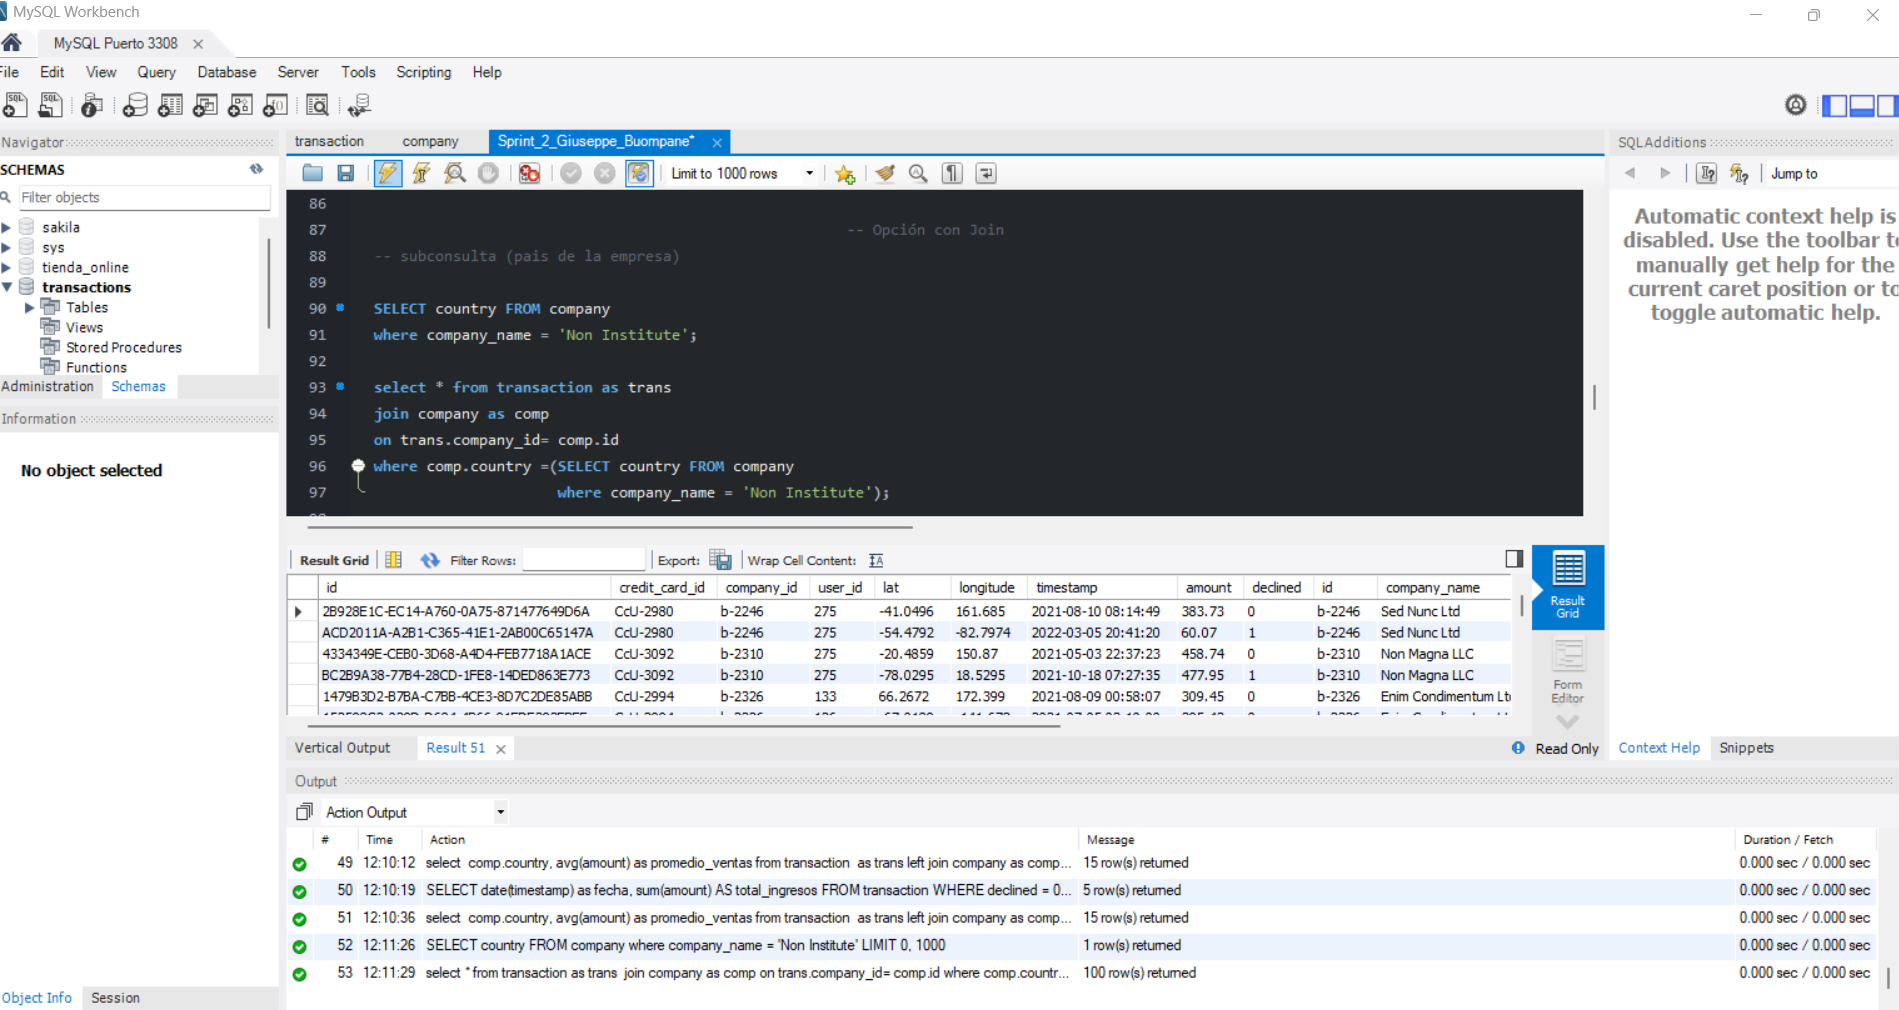 MySQL Workbench
MySQL Puerto 3308
File Edit View Query Database Server Tools Scripting Help
Navigator
SCHEMAS
Filter objects
sakila
sys
tienda_online
transactions
Tables
Views
Stored Procedures
Functions
Administration Schemas
Information
No object selected
Object Info Session
transaction company Sprint_2_Giuseppe_Buompane*
Limit to 1000 rows
86
87 -- Opción con Join
88 -- subconsulta (pais de la empresa)
89
90 SELECT country FROM company
91 where company_name = 'Non Institute';
92
93 select * from transaction as trans
94 join company as comp
95 on trans.company_id= comp.id
96 where comp.country =(SELECT country FROM company
97 where company_name = 'Non Institute');
Result Grid Filter Rows: Export: Wrap Cell Content:
id credit_card_id company_id user_id lat longitude timestamp amount declined id company_name
2B928E1C-EC14-A760-0A75-871477649D6A CcU-2980 b-2246 275 -41.0496 161.685 2021-08-10 08:14:49 383.73 0 b-2246 Sed Nunc Ltd
ACD2011A-A2B1-C365-41E1-2AB00C65147A CcU-2980 b-2246 275 -54.4792 -82.7974 2022-03-05 20:41:20 60.07 1 b-2246 Sed Nunc Ltd
4334349E-CEB0-3D68-A4D4-FEB7718A1ACE CcU-3092 b-2310 275 -20.4859 150.87 2021-05-03 22:37:23 458.74 0 b-2310 Non Magna LLC
BC2B9A38-77B4-28CD-1FE8-14DED863E773 CcU-3092 b-2310 275 -78.0295 18.5295 2021-10-18 07:27:35 477.95 1 b-2310 Non Magna LLC
1479B3D2-B7BA-C7BB-4CE3-8D7C2DE85ABB CcU-2994 b-2326 133 66.2672 172.399 2021-08-09 00:58:07 309.45 0 b-2326 Enim Condimentum Lt
Result Grid
Form Editor
Vertical Output Result 51 Read Only
Output
Action Output
# Time Action Message Duration / Fetch
49 12:10:12 select comp.country, avg(amount) as promedio_ventas from transaction as trans left join company as comp... 15 row(s) returned 0.000 sec / 0.000 sec
50 12:10:19 SELECT date(timestamp) as fecha, sum(amount) AS total_ingresos FROM transaction WHERE declined = 0... 5 row(s) returned 0.000 sec / 0.000 sec
51 12:10:36 select comp.country, avg(amount) as promedio_ventas from transaction as trans left join company as comp... 15 row(s) returned 0.000 sec / 0.000 sec
52 12:11:26 SELECT country FROM company where company_name = 'Non Institute' LIMIT 0, 1000 1 row(s) returned 0.000 sec / 0.000 sec
53 12:11:29 select * from transaction as trans join company as comp on trans.company_id= comp.id where comp.countr... 100 row(s) returned 0.000 sec / 0.000 sec
SQLAdditions
Jump to
Automatic context help is
disabled. Use the toolbar to
manually get help for the
current caret position or to
toggle automatic help.
Context Help Snippets